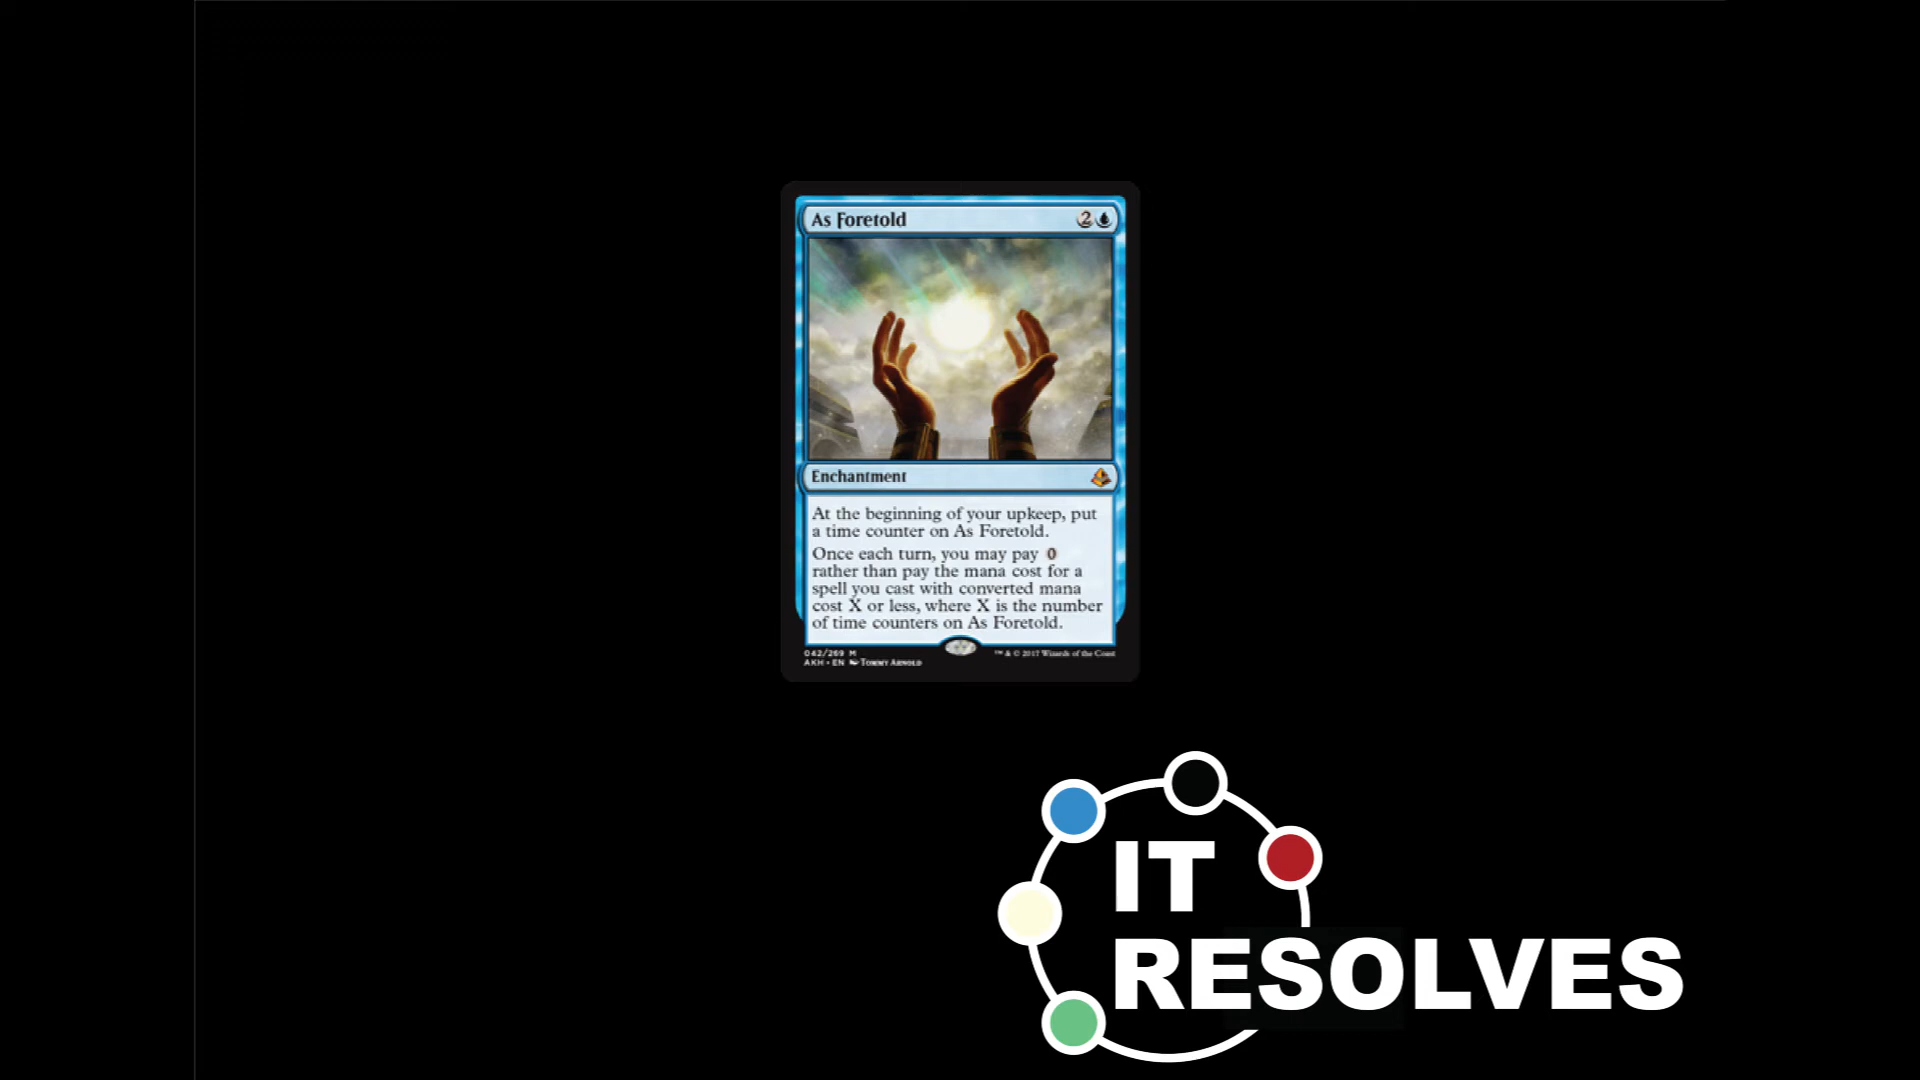 As Foretold 2
Enchantment
At the beginning of your upkeep, put
a time counter on As Foretold.
Once each turn, you may pay 0
rather than pay the mana cost for a
spell you cast with converted mana
cost X or less, where X is the number
of time counters on As Foretold.
042/269 M
AKH • EN Tommy Arnold
™ & © 2017 Wizards of the Coast
IT
RESOLVES